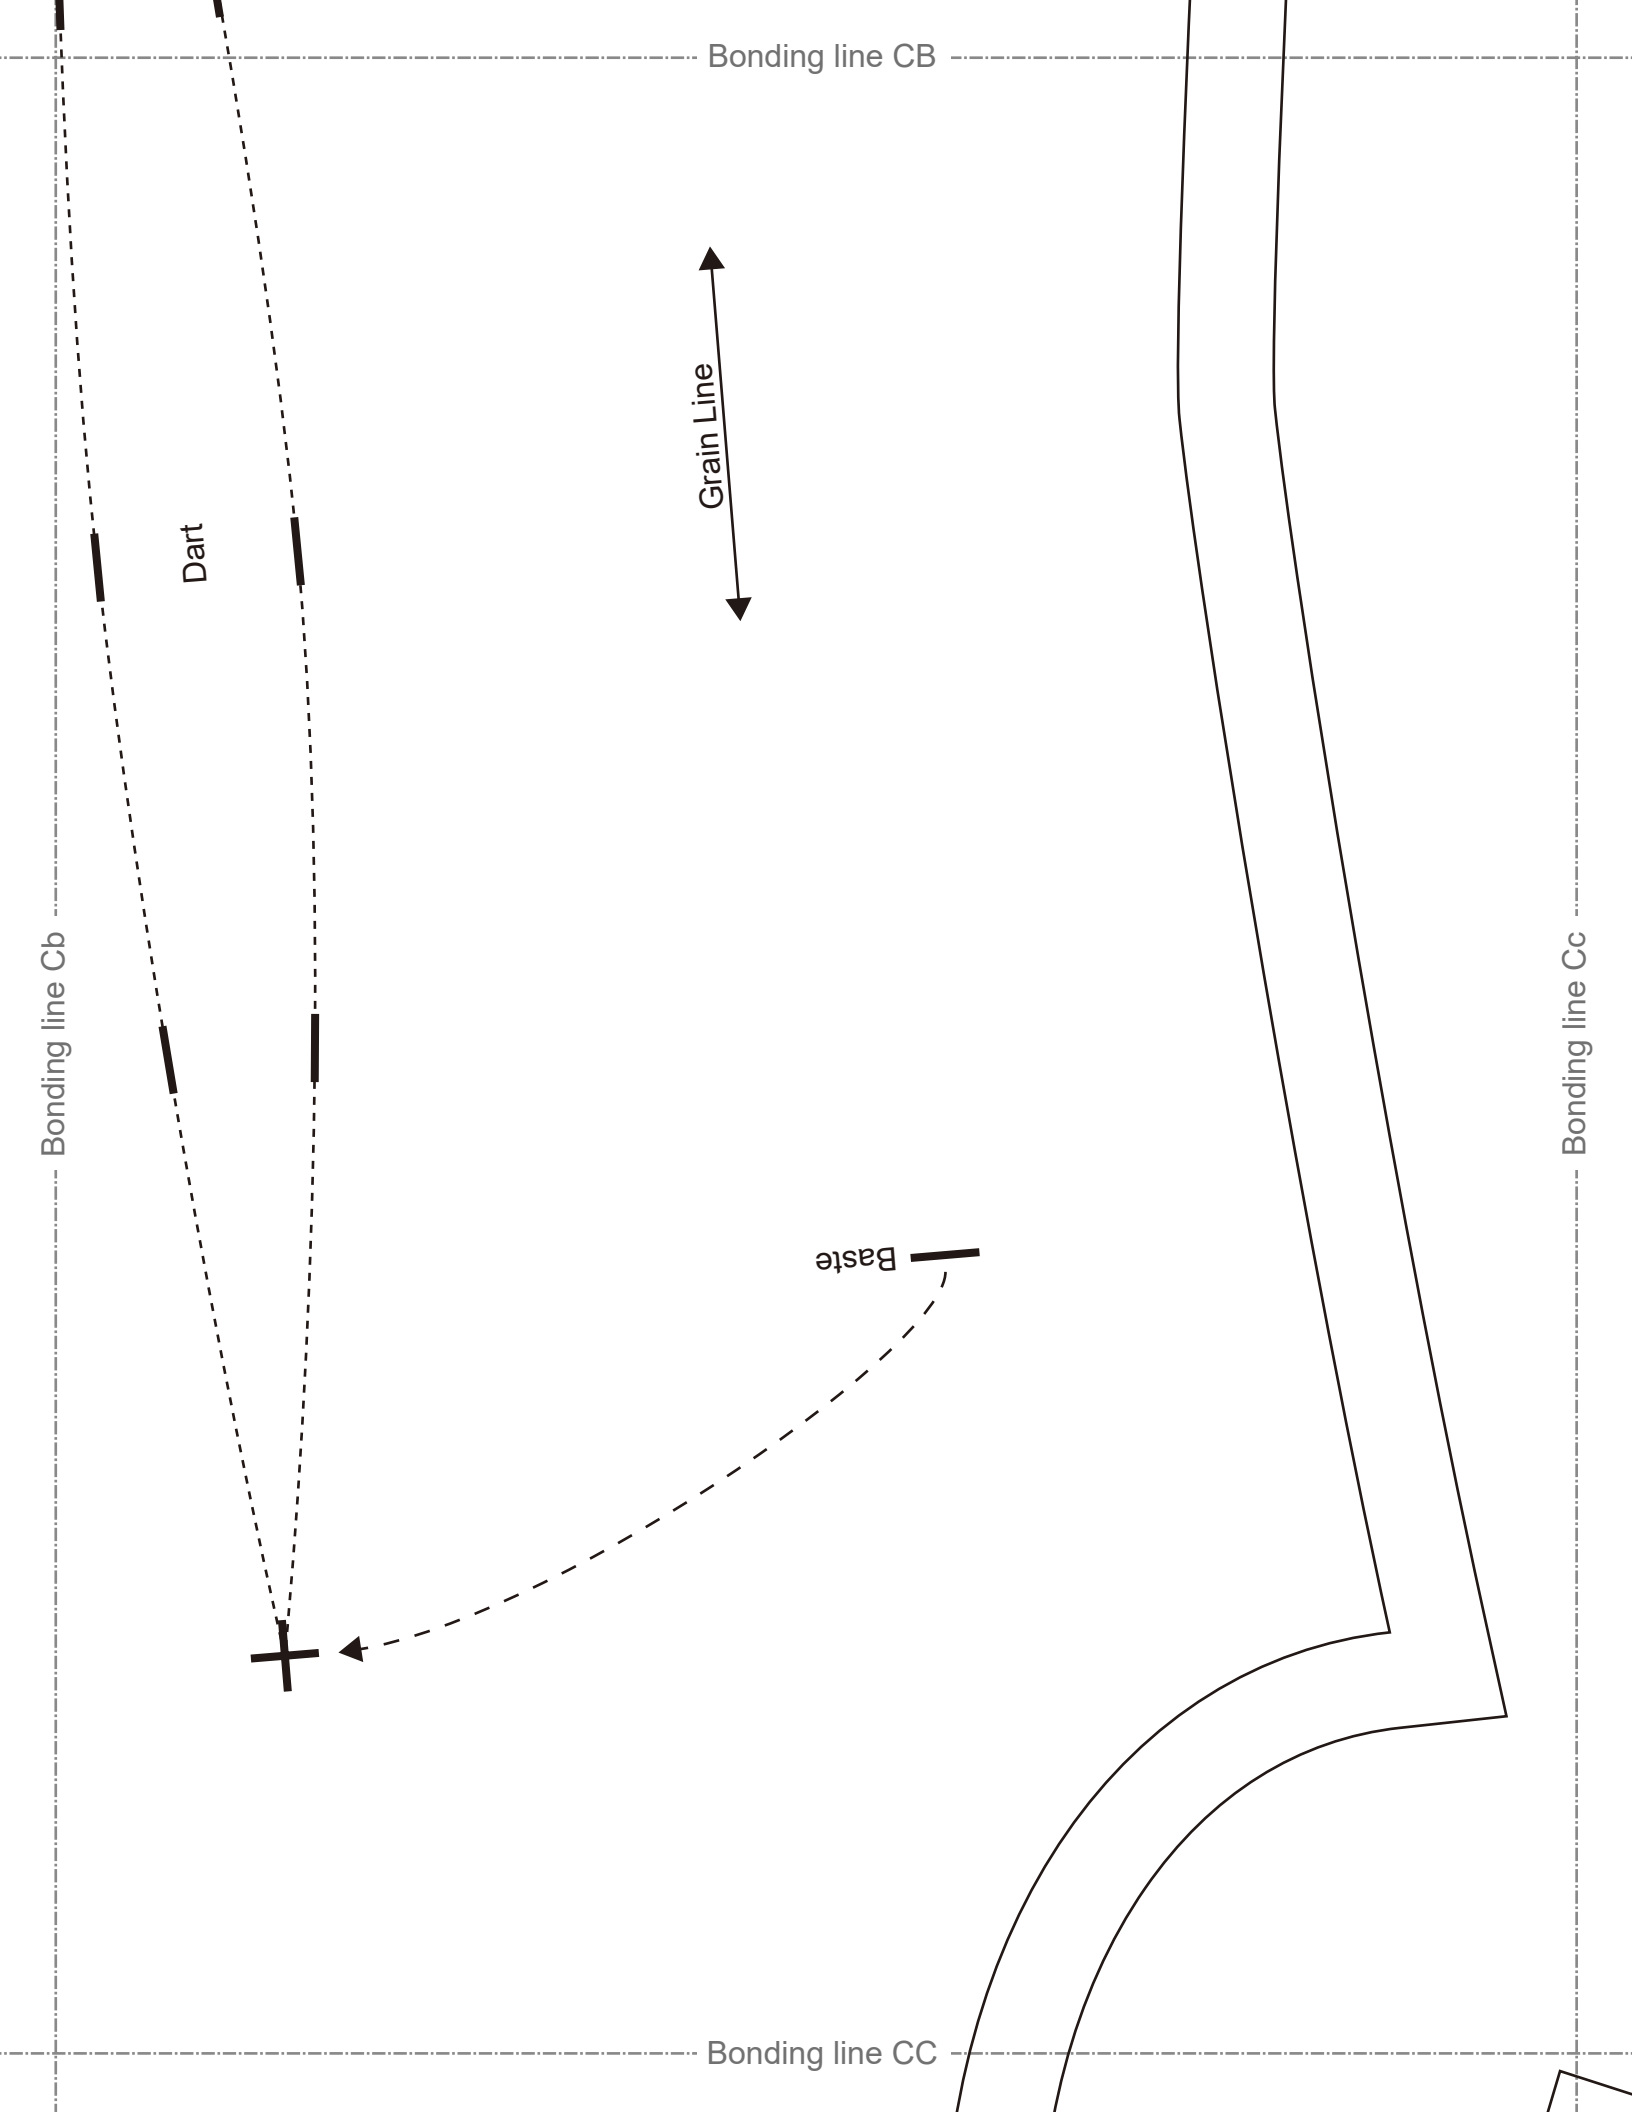 Bonding line CB
Grain Line
Dart
Bonding line Cb
Bonding line Cc
Baste
Bonding line CC